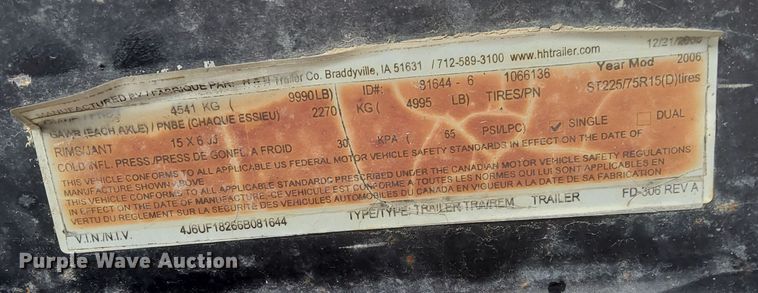 12/21/2006
MANUFACTURED BY / FABRIQUE PAR: H & H Trailer Co. Braddyville, IA 51631 / 712-589-3100 www.hhtrailer.com
4541 KG ( 9990LB) ID#: 81644 - 6 1066136 Year Mod 2006
GAWR (EACH AXLE) / PNBE (CHAQUE ESSIEU) 2270 KG ( 4995 LB) TIRES/PN ST225/75R15(D)tires
RIMS/JANT 15 X 6 JJ
COLD INFL. PRESS/PRESS DE GONFL A FROID 30 KPA ( 65 PSI/LPC) ✓ SINGLE DUAL
THIS VEHICLE CONFORMS TO ALL APPLICABLE US FEDERAL MOTOR VEHICLE SAFETY STANDARDS IN EFFECT ON THE DATE OF
MANUFACTURE SHOWN ABOVE
THIS VEHICLE CONFORMS TO ALL APPLICABLE STANDARDS PRESCRIBED UNDER THE CANADIAN MOTOR VEHICLE SAFETY REGULATIONS
IN EFFECT ON THE DATE OF MANUFACTURE. CE VEHICULE EST CONFORME A TOUTES LES NORMES QUI LUI SONT APPLICABLES EN
VERTU DU REGLEMENT SUR LA SECURITE DES VEHICULES AUTOMOBILES DU CANADA EN VIGUEUR A LA DATE DE SA FABRICATION
V.I.N./N.I.V. 4J6UF18266B081644 TYPE/TYPE: TRAILER TRA/REM TRAILER FD-306 REV A
Purple Wave Auction